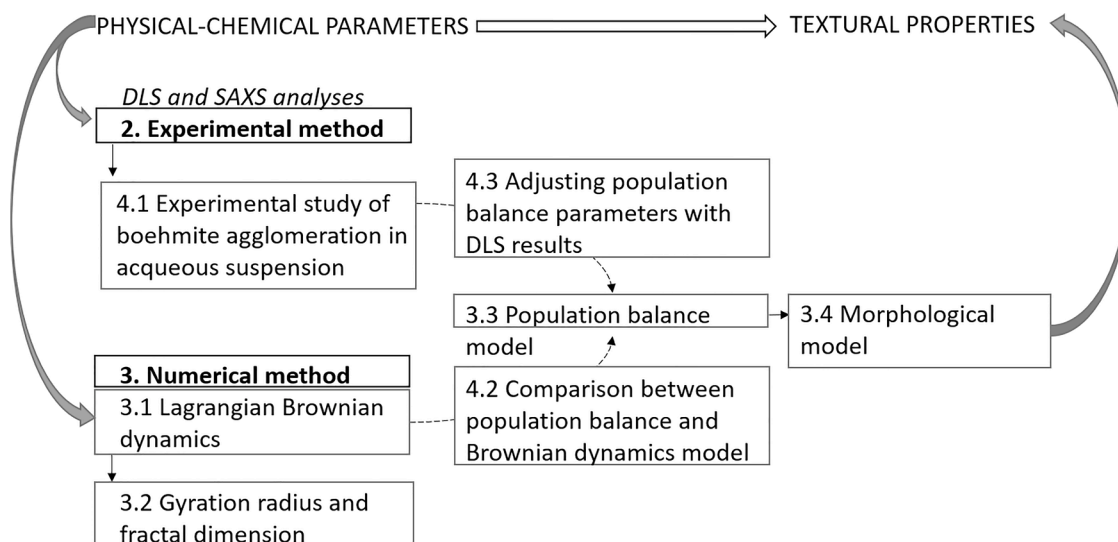 PHYSICAL-CHEMICAL PARAMETERS
TEXTURAL PROPERTIES
DLS and SAXS analyses
2. Experimental method
4.1 Experimental study of
boehmite agglomeration in
acqueous suspension
4.3 Adjusting population
balance parameters with
DLS results
3.3 Population balance
model
3.4 Morphological
model
3. Numerical method
3.1 Lagrangian Brownian
dynamics
4.2 Comparison between
population balance and
Brownian dynamics model
3.2 Gyration radius and
fractal dimension